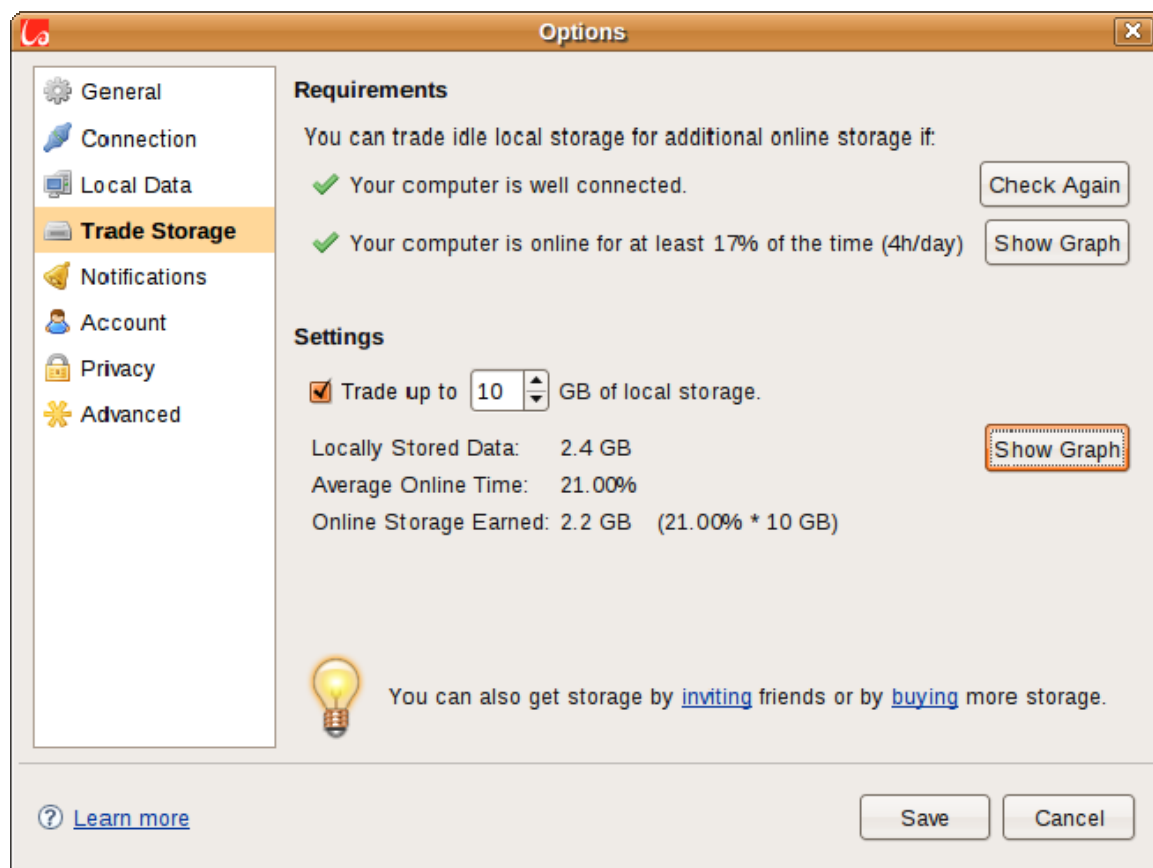 Options
General
Connection
Local Data
Trade Storage
Notifications
Account
Privacy
Advanced
Requirements
You can trade idle local storage for additional online storage if:
Your computer is well connected. Check Again
Your computer is online for at least 17% of the time (4h/day) Show Graph
Settings
Trade up to 10 GB of local storage.
Locally Stored Data: 2.4 GB Show Graph
Average Online Time: 21.00%
Online Storage Earned: 2.2 GB (21.00% * 10 GB)
You can also get storage by inviting friends or by buying more storage.
? Learn more Save Cancel